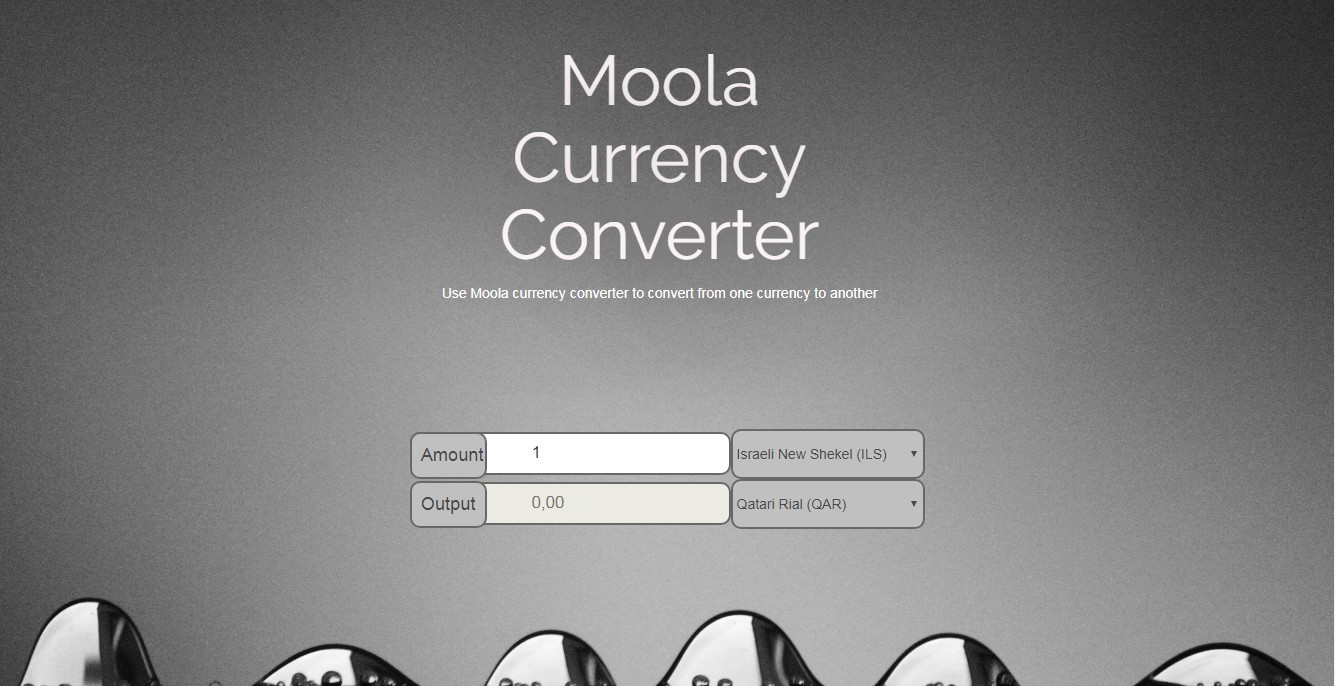 Moola
Currency
Converter
Use Moola currency converter to convert from one currency to another
Amount 1 Israeli New Shekel (ILS)
Output 0,00 Qatari Rial (QAR)